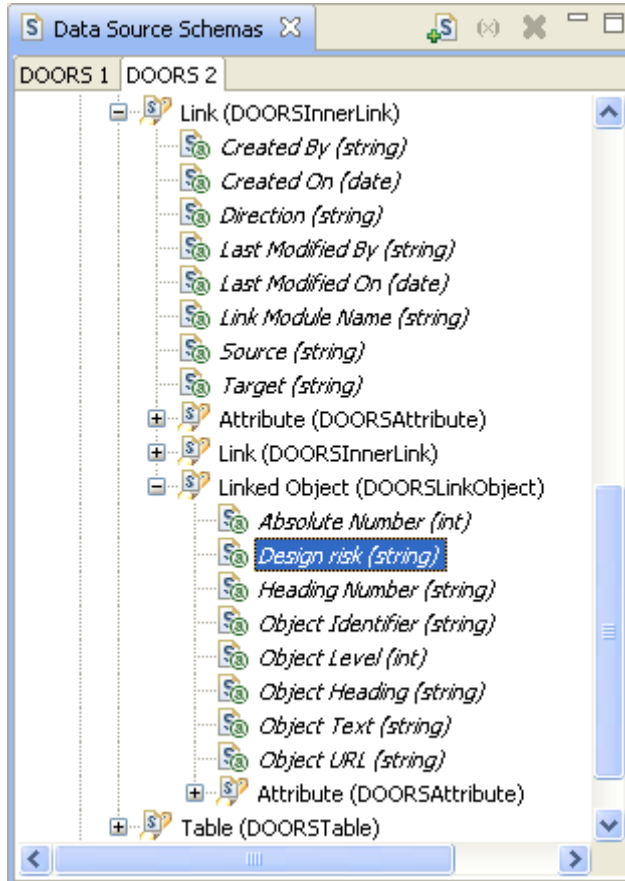 Data Source Schemas
DOORS 1 DOORS 2
Link (DOORSInnerLink)
Created By (string)
Created On (date)
Direction (string)
Last Modified By (string)
Last Modified On (date)
Link Module Name (string)
Source (string)
Target (string)
Attribute (DOORSAttribute)
Link (DOORSInnerLink)
Linked Object (DOORSLinkObject)
Absolute Number (int)
Design risk (string)
Heading Number (string)
Object Identifier (string)
Object Level (int)
Object Heading (string)
Object Text (string)
Object URL (string)
Attribute (DOORSAttribute)
Table (DOORSTable)